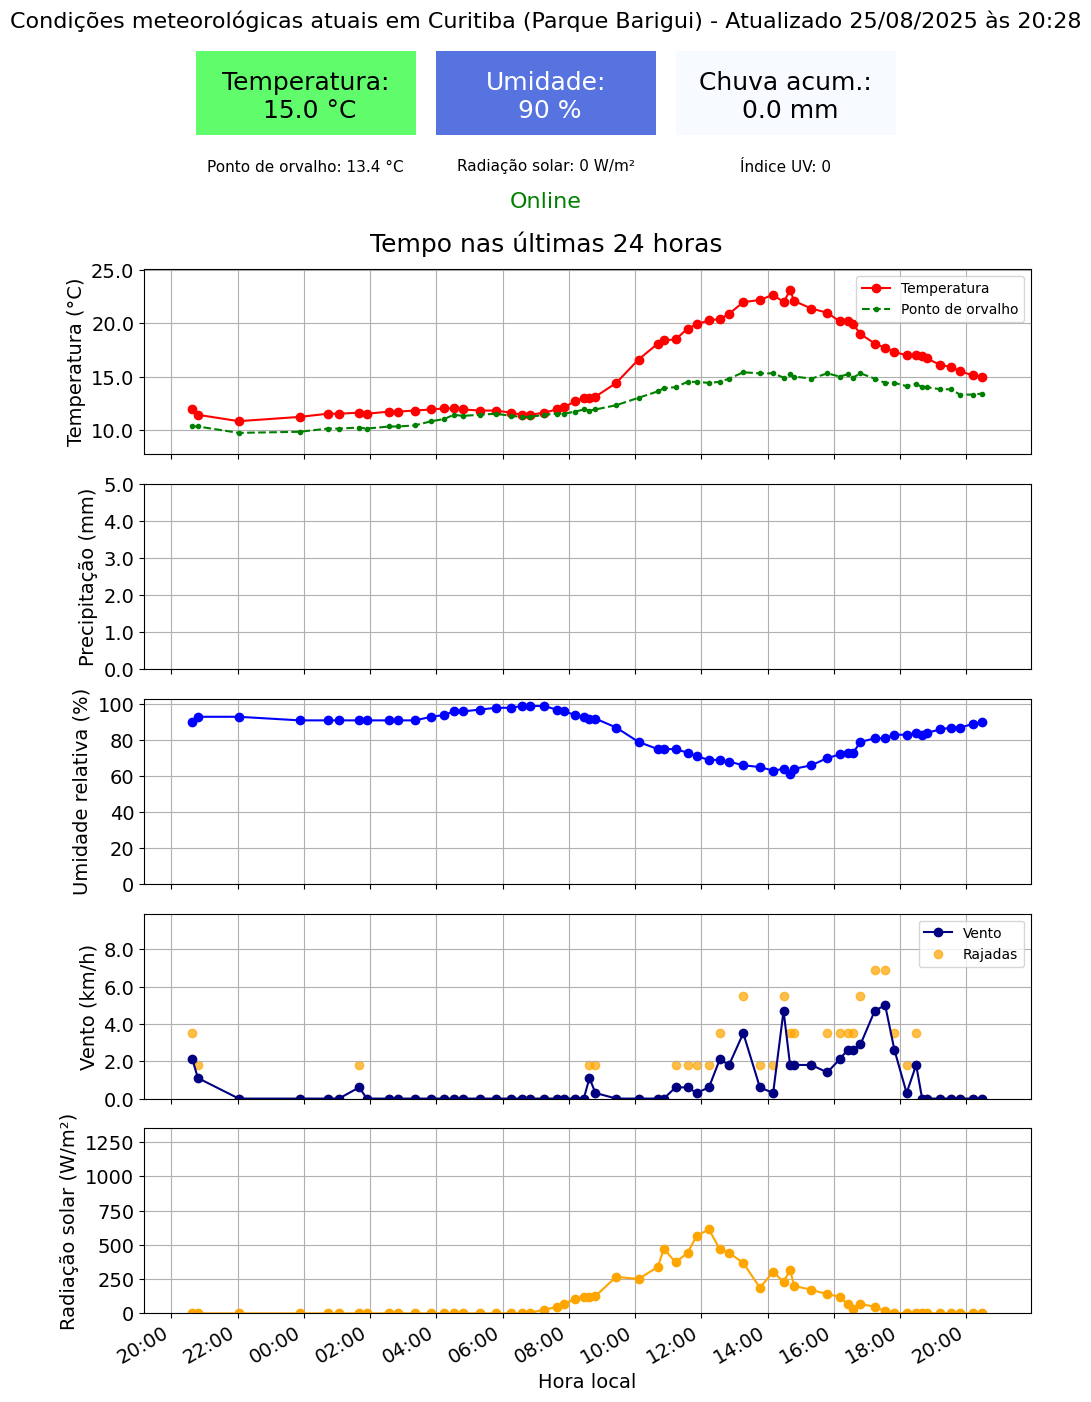 Condições meteorológicas atuais em Curitiba (Parque Barigui) - Atualizado 25/08/2025 às 20:28
Temperatura:
15.0 °C
Umidade:
90 %
Chuva acum.:
0.0 mm
Ponto de orvalho: 13.4 °C
Radiação solar: 0 W/m²
Índice UV: 0
Online
Tempo nas últimas 24 horas
Temperatura (°C)
25.0
20.0
15.0
10.0
Temperatura
Ponto de orvalho
Precipitação (mm)
5.0
4.0
3.0
2.0
1.0
0.0
Umidade relativa (%)
100
80
60
40
20
0
Vento (km/h)
8.0
6.0
4.0
2.0
0.0
Vento
Rajadas
Radiação solar (W/m²)
1250
1000
750
500
250
0
20:00
22:00
00:00
02:00
04:00
06:00
08:00
10:00
12:00
14:00
16:00
18:00
20:00
Hora local